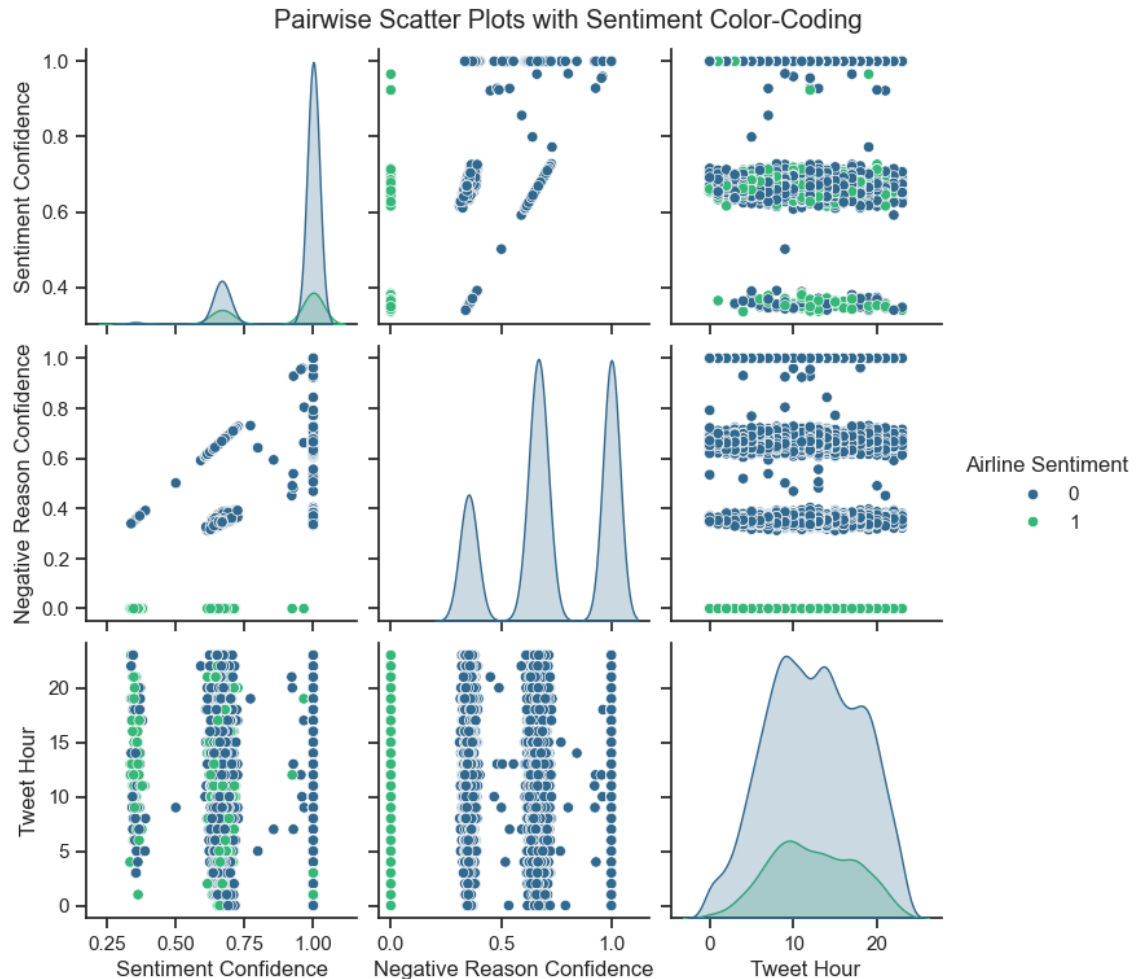 Pairwise Scatter Plots with Sentiment Color-Coding
Sentiment Confidence
1.0
0.8
0.6
0.4
Negative Reason Confidence
1.0
0.8
0.6
0.4
0.2
0.0
Airline Sentiment
0
1
Tweet Hour
20
15
10
5
0
0.25 0.50 0.75 1.00
0.0 0.5 1.0
0 10 20
Sentiment Confidence
Negative Reason Confidence
Tweet Hour